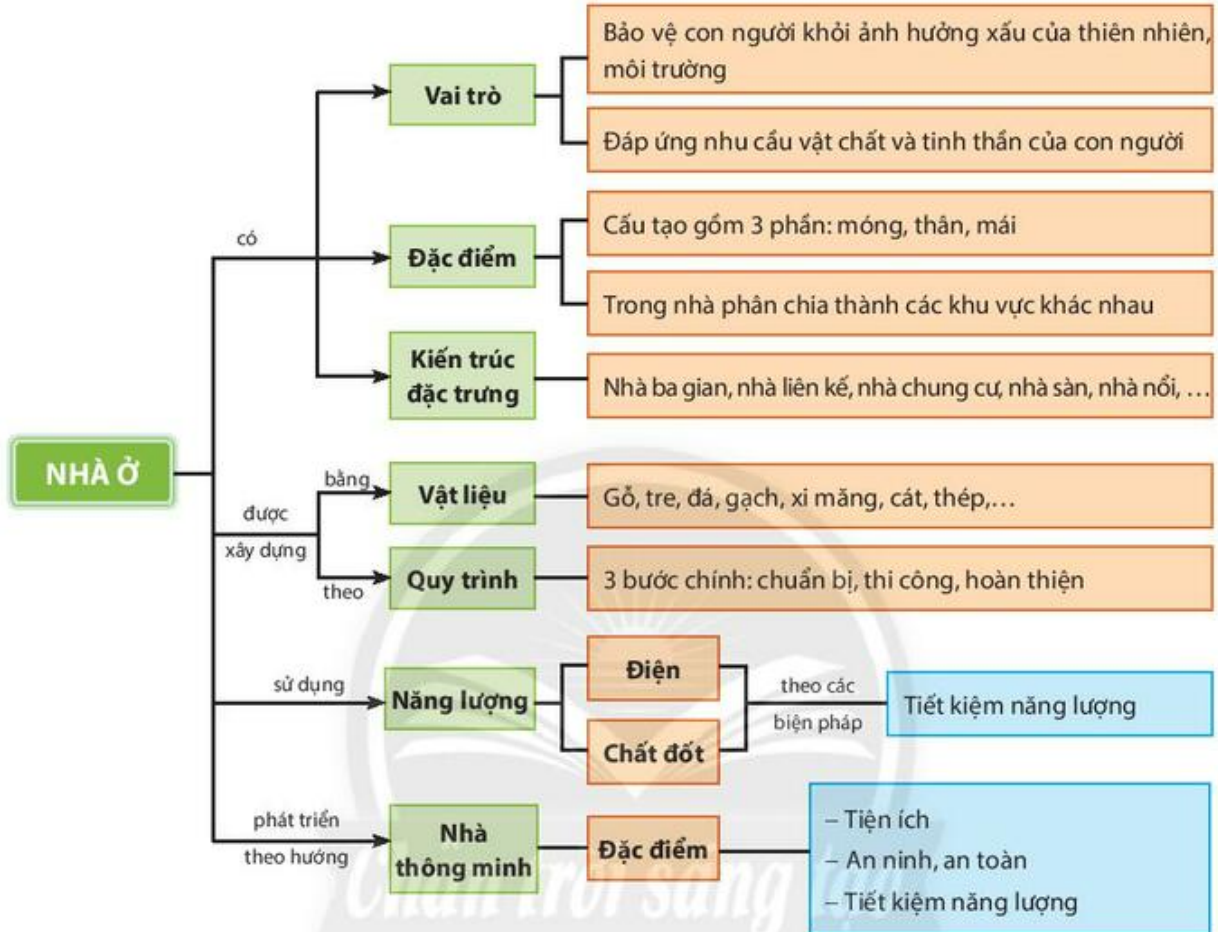 Bảo vệ con người khỏi ảnh hưởng xấu của thiên nhiên,
môi trường
Vai trò
Đáp ứng nhu cầu vật chất và tinh thần của con người
có
Cấu tạo gồm 3 phần: móng, thân, mái
Đặc điểm
Trong nhà phân chia thành các khu vực khác nhau
Kiến trúc
đặc trưng
Nhà ba gian, nhà liên kế, nhà chung cư, nhà sàn, nhà nổi, …
NHÀ Ở
được
xây dựng
bằng
Vật liệu
Gỗ, tre, đá, gạch, xi măng, cát, thép,…
theo
Quy trình
3 bước chính: chuẩn bị, thi công, hoàn thiện
sử dụng
Năng lượng
Điện
Chất đốt
theo các
biện pháp
Tiết kiệm năng lượng
phát triển
theo hướng
Nhà
thông minh
Đặc điểm
– Tiện ích
– An ninh, an toàn
– Tiết kiệm năng lượng
Chân trời sáng tạo